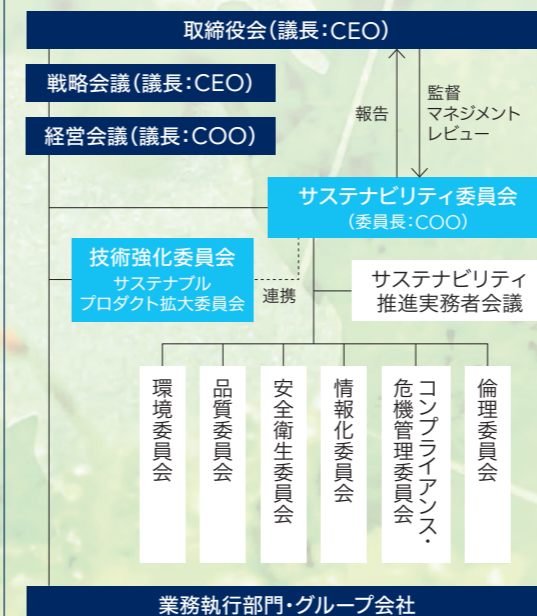 取締役会(議長:CEO)
戦略会議(議長:CEO)
経営会議(議長:COO)
報告
監督
マネジメント
レビュー
サステナビリティ委員会
(委員長:COO)
技術強化委員会
サステナブル
プロダクト拡大委員会
連携
サステナビリティ
推進実務者会議
環境委員会
品質委員会
安全衛生委員会
情報化委員会
コンプライアンス・
危機管理委員会
倫理委員会
業務執行部門・グループ会社